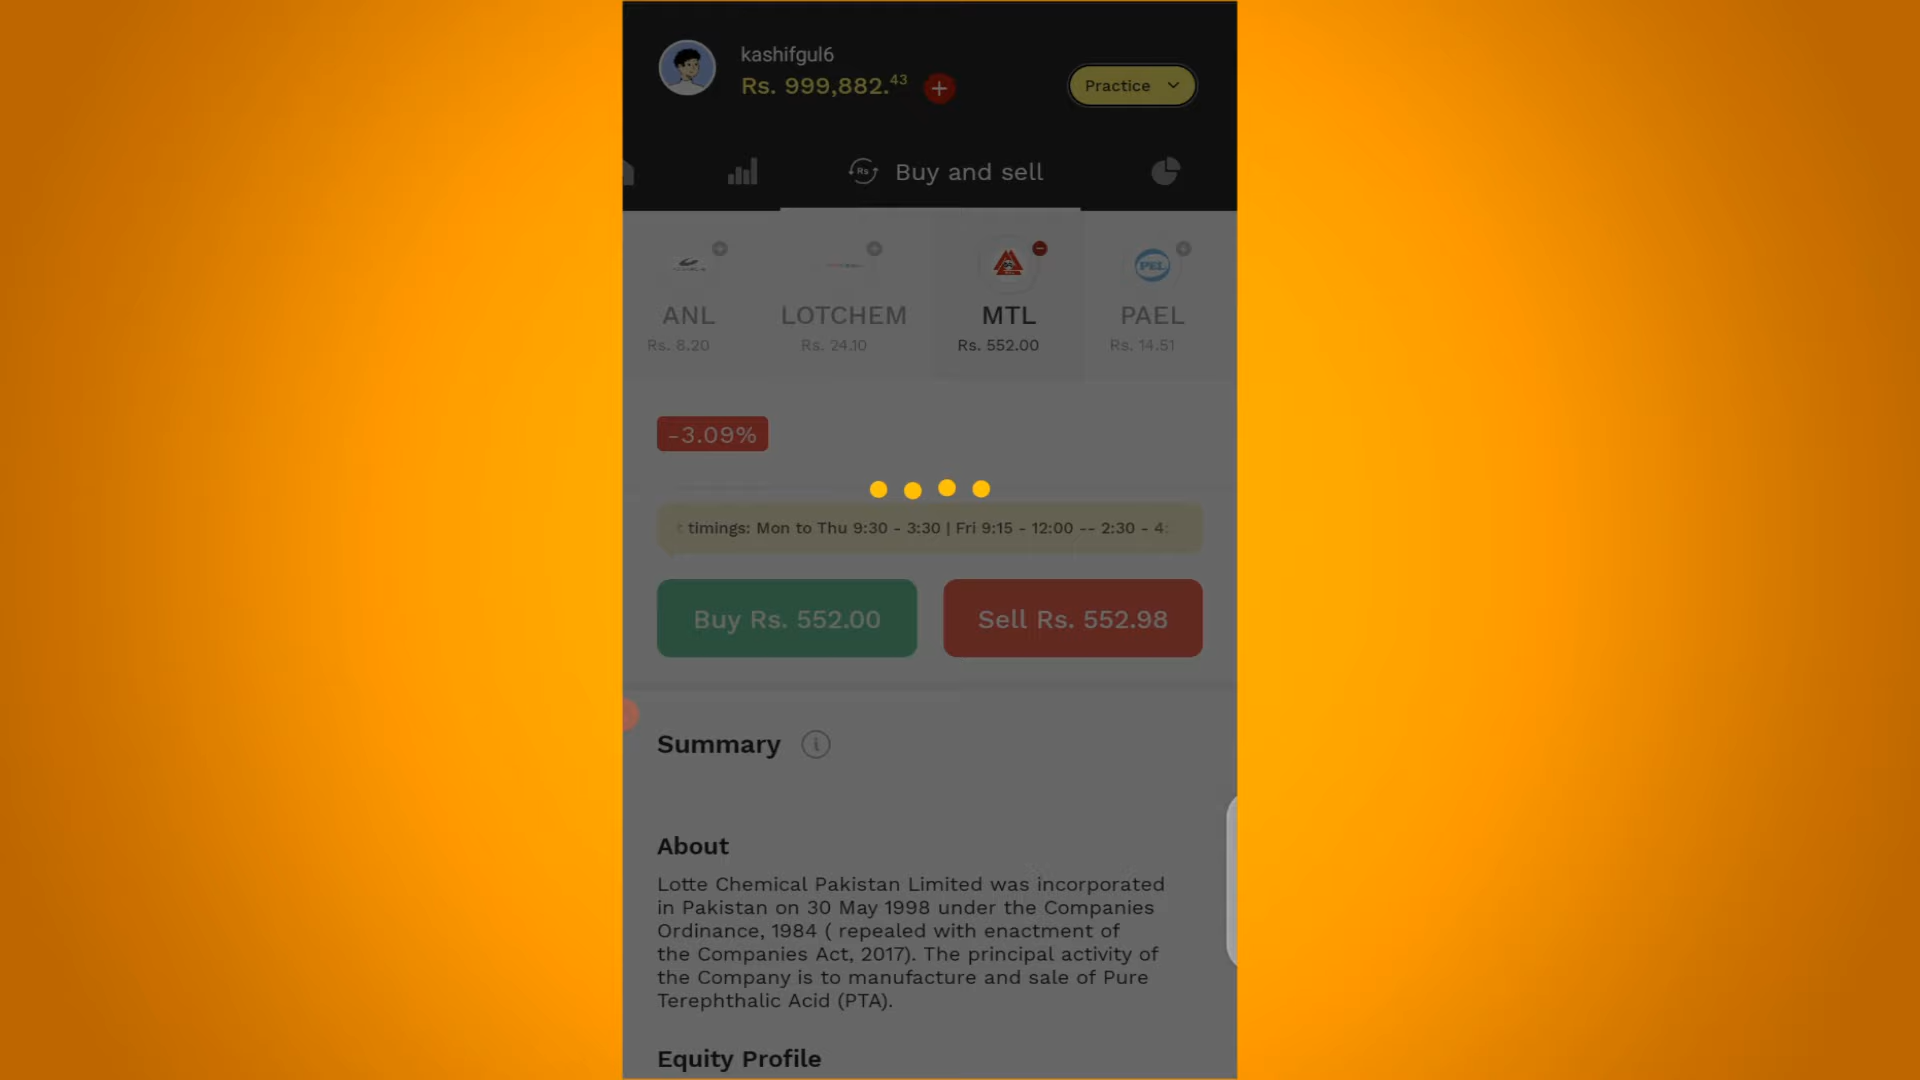 kashifgul6
Rs. 999,882.43
Practice
Rs
Buy and sell
ANL
LOTCHEM
MTL
PAEL
PEL
Rs. 8.20
Rs. 24.10
Rs. 552.00
Rs. 14.51
-3.09%
timings: Mon to Thu 9:30 - 3:30 | Fri 9:15 - 12:00 -- 2:30 - 4:
Buy Rs. 552.00
Sell Rs. 552.98
Summary
About
Lotte Chemical Pakistan Limited was incorporated
in Pakistan on 30 May 1998 under the Companies
Ordinance, 1984 ( repealed with enactment of
the Companies Act, 2017). The principal activity of
the Company is to manufacture and sale of Pure
Terephthalic Acid (PTA).
Equity Profile